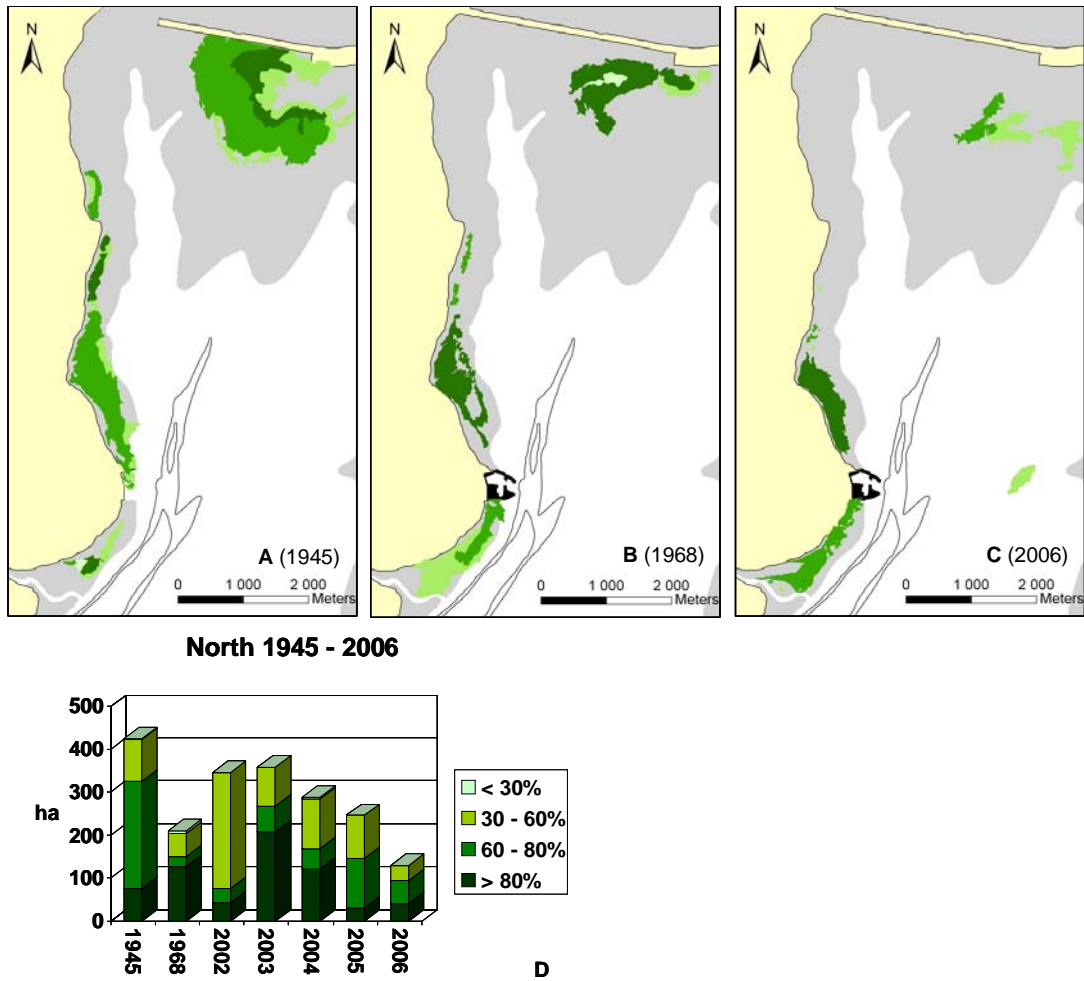 N
A (1945)
0 1 000 2 000
Meters
N
B (1968)
0 1 000 2 000
Meters
N
C (2006)
0 1 000 2 000
Meters
North 1945 - 2006
500
400
300
200
100
0
ha
1945
1968
2002
2003
2004
2005
2006
< 30%
30 - 60%
60 - 80%
> 80%
D